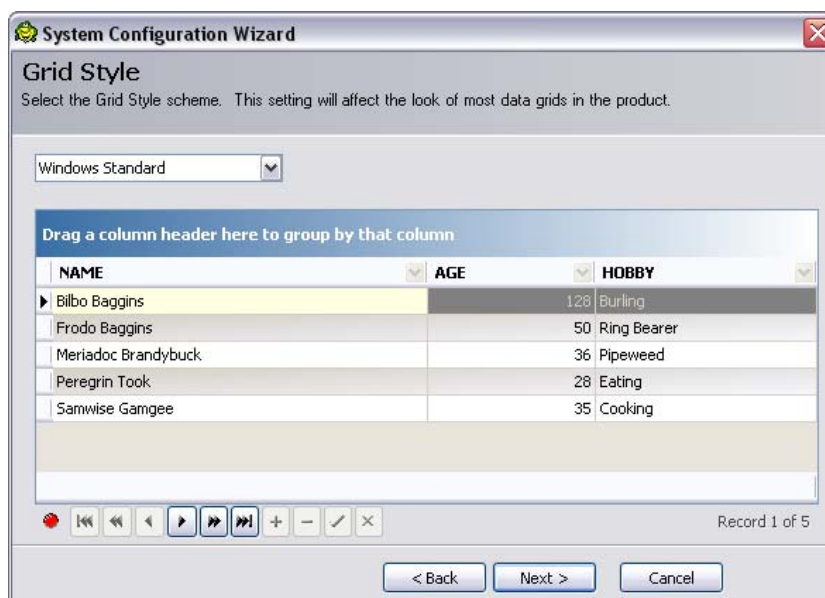 System Configuration Wizard
Grid Style
Select the Grid Style scheme. This setting will affect the look of most data grids in the product.
Windows Standard
Drag a column header here to group by that column
NAME AGE HOBBY
Bilbo Baggins 128 Burling
Frodo Baggins 50 Ring Bearer
Meriadoc Brandybuck 36 Pipeweed
Peregrin Took 28 Eating
Samwise Gamgee 35 Cooking
Record 1 of 5
< Back Next > Cancel